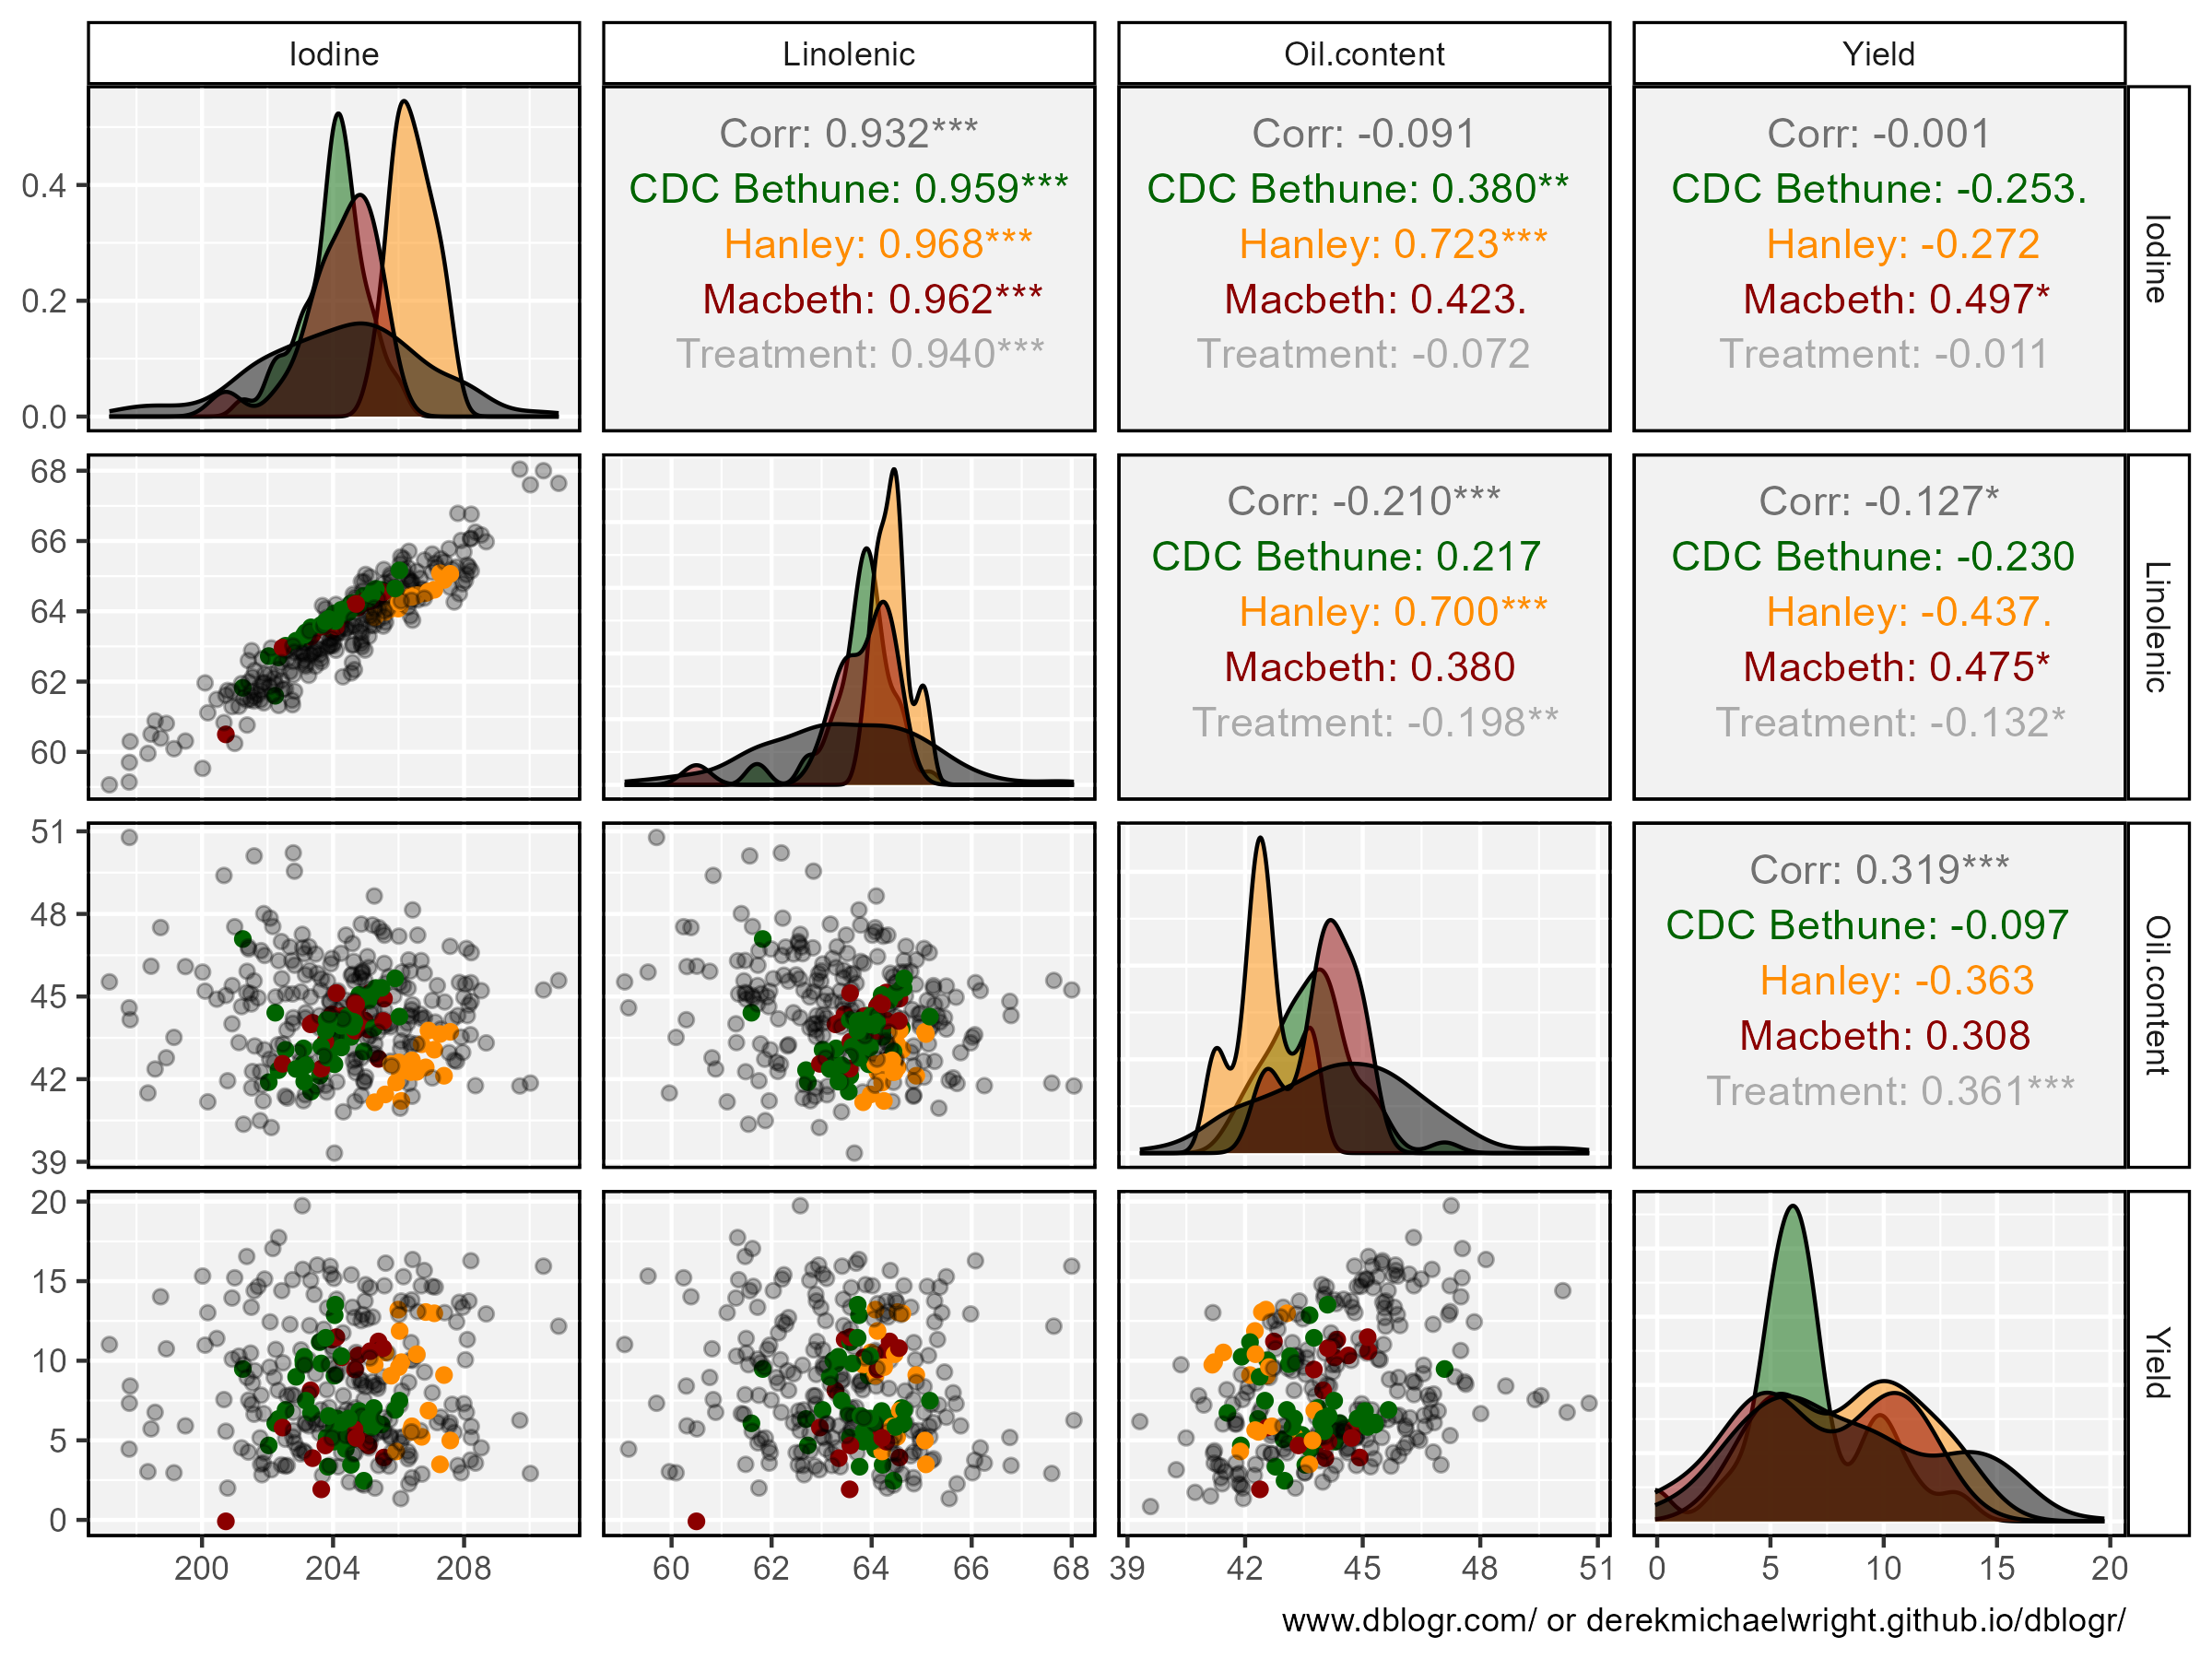 Iodine
Linolenic
Oil.content
Yield
0.4
0.2
0.0
Corr: 0.932***
CDC Bethune: 0.959***
Hanley: 0.968***
Macbeth: 0.962***
Treatment: 0.940***
Corr: -0.091
CDC Bethune: 0.380**
Hanley: 0.723***
Macbeth: 0.423.
Treatment: -0.072
Corr: -0.001
CDC Bethune: -0.253.
Hanley: -0.272
Macbeth: 0.497*
Treatment: -0.011
Iodine
68
66
64
62
60
Corr: -0.210***
CDC Bethune: 0.217
Hanley: 0.700***
Macbeth: 0.380
Treatment: -0.198**
Corr: -0.127*
CDC Bethune: -0.230
Hanley: -0.437.
Macbeth: 0.475*
Treatment: -0.132*
Linolenic
51
48
45
42
39
Corr: 0.319***
CDC Bethune: -0.097
Hanley: -0.363
Macbeth: 0.308
Treatment: 0.361***
Oil.content
20
15
10
5
0
Yield
200 204 208
60 62 64 66 68
39 42 45 48 51
0 5 10 15 20
www.dblogr.com/ or derekmichaelwright.github.io/dblogr/